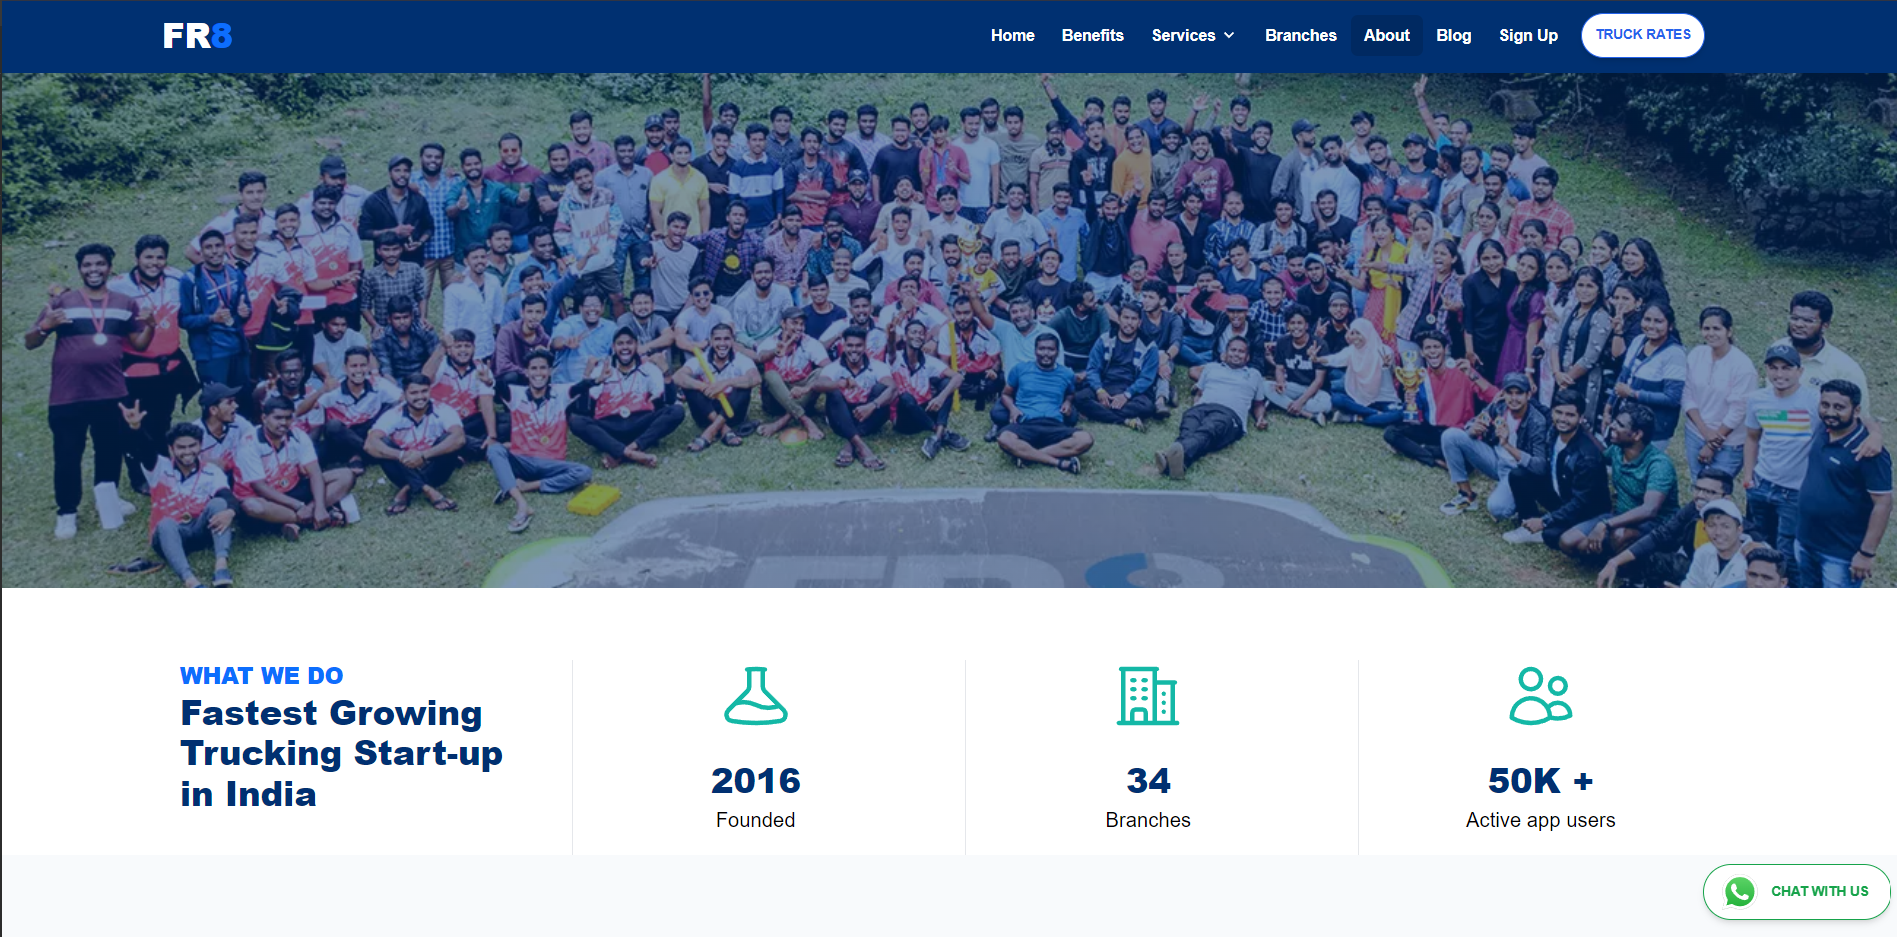 FR8
Home Benefits Services Branches About Blog Sign Up TRUCK RATES
WHAT WE DO
Fastest Growing
Trucking Start-up
in India
2016
Founded
34
Branches
50K +
Active app users
CHAT WITH US